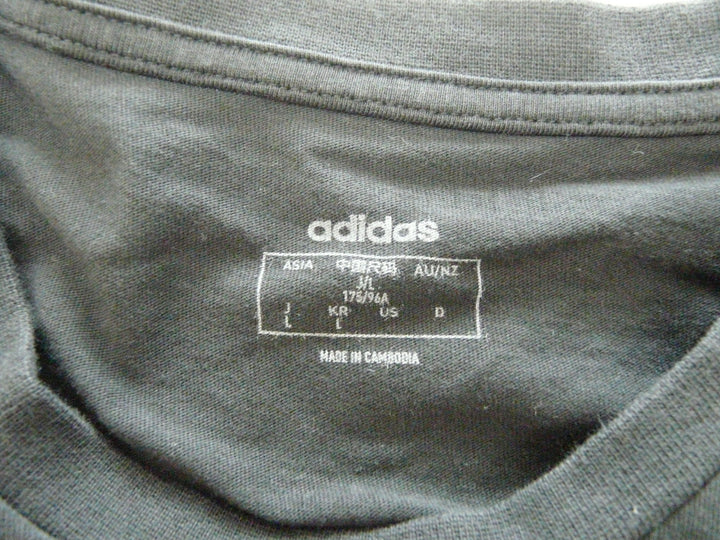 adidas
ASIA 中国尺码 AU/NZ
J/L
175/96A
J KR US D
L L
MADE IN CAMBODIA